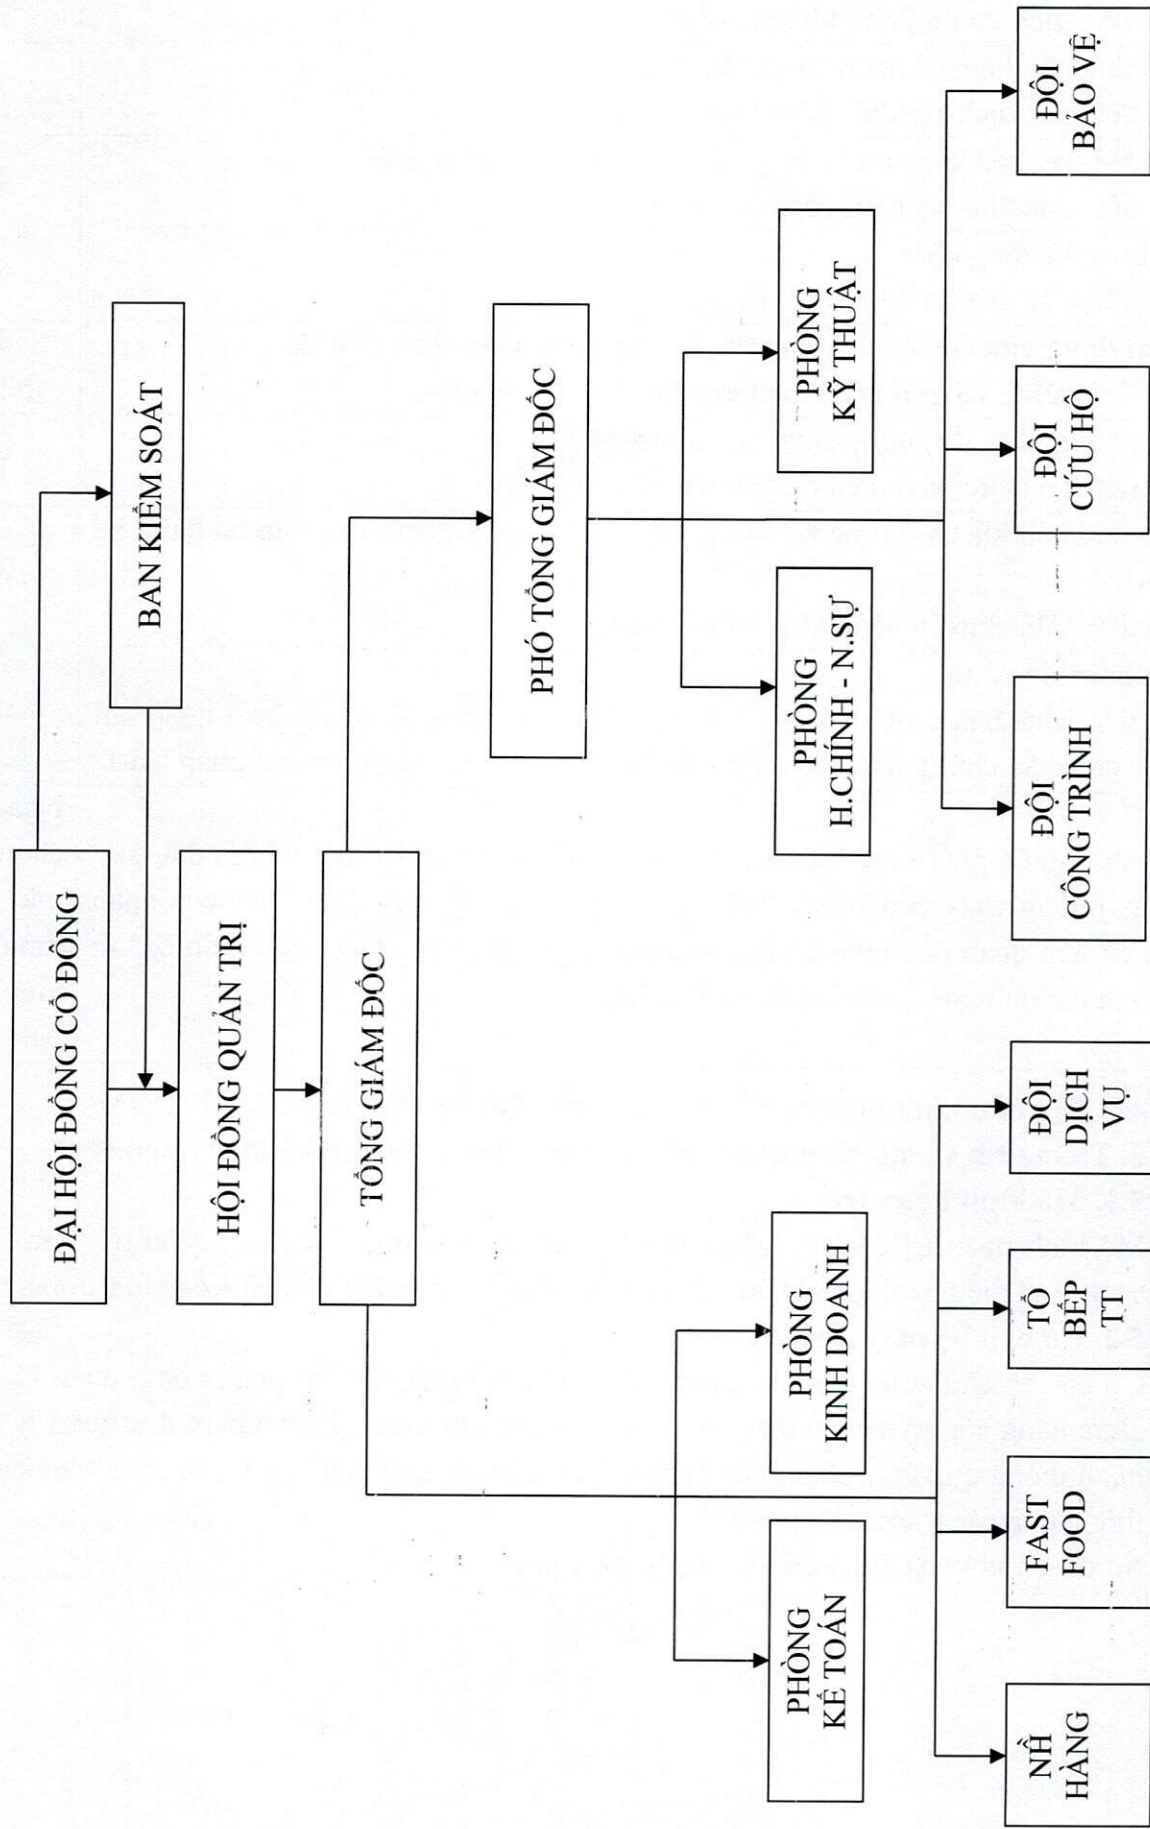 ĐẠI HỘI ĐỒNG CỔ ĐÔNG
BAN KIỂM SOÁT
HỘI ĐỒNG QUẢN TRỊ
TỔNG GIÁM ĐỐC
PHÓ TỔNG GIÁM ĐỐC
PHÒNG
KẾ TOÁN
PHÒNG
KINH DOANH
PHÒNG
H.CHÍNH - N.SỰ
PHÒNG
KỸ THUẬT
NH
HÀNG
FAST
FOOD
TỔ
BẾP
TT
ĐỘI
DỊCH
VỤ
ĐỘI
CÔNG TRÌNH
ĐỘI
CỨU HỘ
ĐỘI
BẢO VỆ